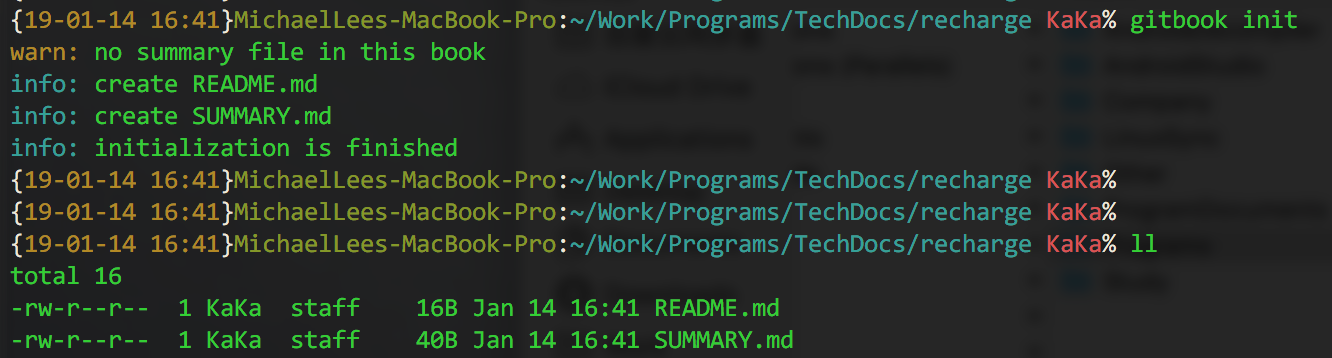 {19-01-14 16:41}MichaelLees-MacBook-Pro:~/Work/Programs/TechDocs/recharge KaKa% gitbook init
warn: no summary file in this book
info: create README.md
info: create SUMMARY.md
info: initialization is finished
{19-01-14 16:41}MichaelLees-MacBook-Pro:~/Work/Programs/TechDocs/recharge KaKa%
{19-01-14 16:41}MichaelLees-MacBook-Pro:~/Work/Programs/TechDocs/recharge KaKa%
{19-01-14 16:41}MichaelLees-MacBook-Pro:~/Work/Programs/TechDocs/recharge KaKa% ll
total 16
-rw-r--r--  1 KaKa  staff    16B Jan 14 16:41 README.md
-rw-r--r--  1 KaKa  staff    40B Jan 14 16:41 SUMMARY.md